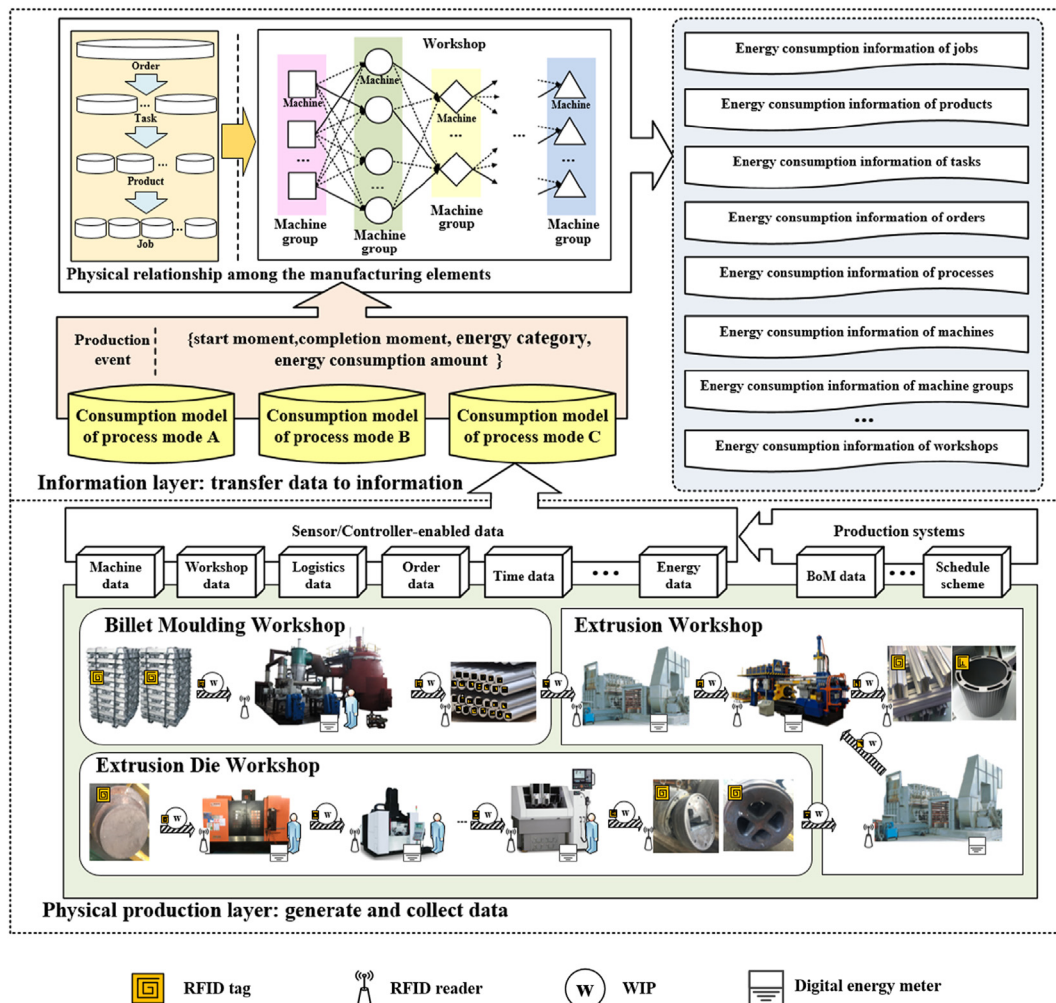 Order
...
Task
...
Product
...
Job
Workshop
Machine
Machine
Machine
Machine
...
...
...
...
...
Machine
group
Machine
group
Machine
group
Machine
group
Physical relationship among the manufacturing elements
Energy consumption information of jobs
Energy consumption information of products
Energy consumption information of tasks
Energy consumption information of orders
Energy consumption information of processes
Energy consumption information of machines
Energy consumption information of machine groups
...
Energy consumption information of workshops
Production
event
{start moment,completion moment, energy category,
energy consumption amount }
Consumption model
of process mode A
Consumption model
of process mode B
Consumption model
of process mode C
Information layer: transfer data to information
Sensor/Controller-enabled data
Production systems
Machine
data
Workshop
data
Logistics
data
Order
data
Time data
...
Energy
data
BoM data
...
Schedule
scheme
Billet Moulding Workshop
W
W
W
Extrusion Workshop
W
W
W
Extrusion Die Workshop
W
W
...
W
W
W
Physical production layer: generate and collect data
RFID tag
RFID reader
W
WIP
Digital energy meter